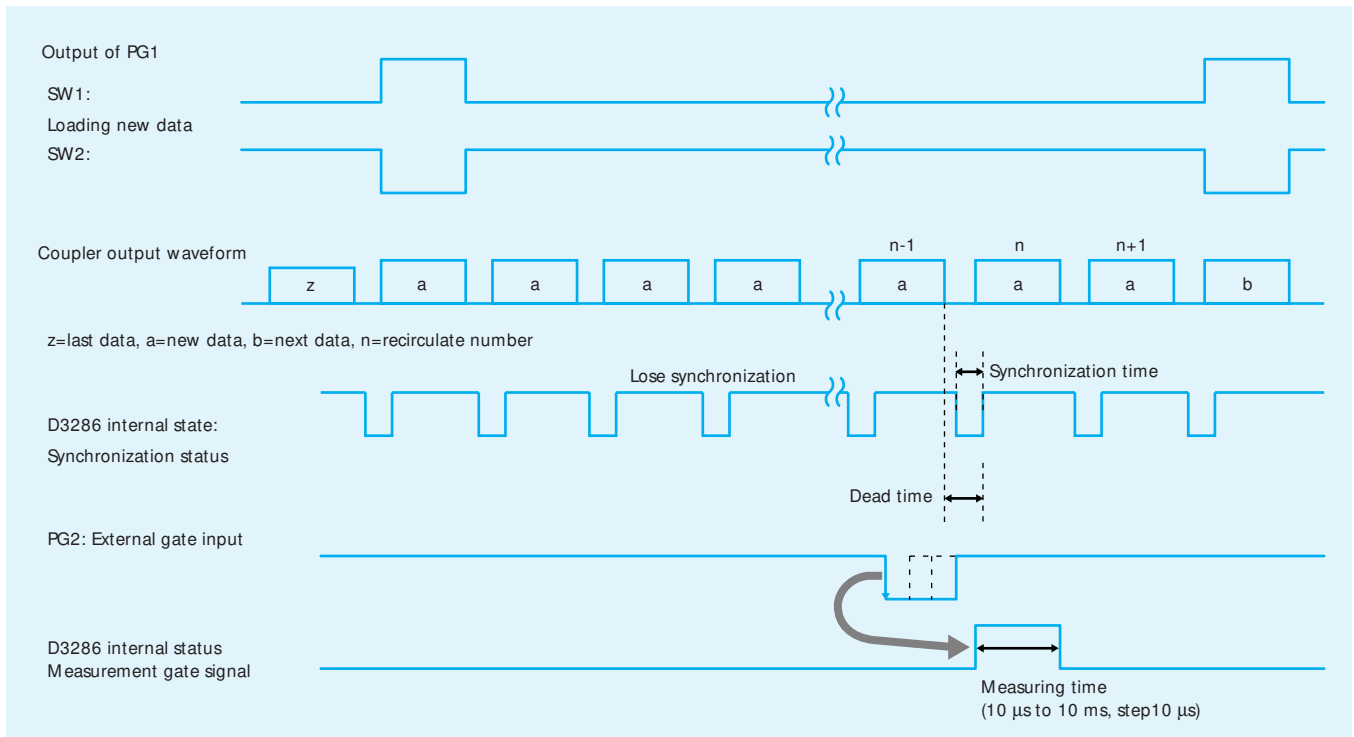 Output of PG1
SW1:
Loading new data
SW2:
n-1 n n+1
Coupler output waveform
z a a a a a a a b
z=last data, a=new data, b=next data, n=recirculate number
Lose synchronization
Synchronization time
D3286 internal state:
Synchronization status
Dead time
PG2: External gate input
D3286 internal status
Measurement gate signal
Measuring time
(10 μs to 10 ms, step10 μs)